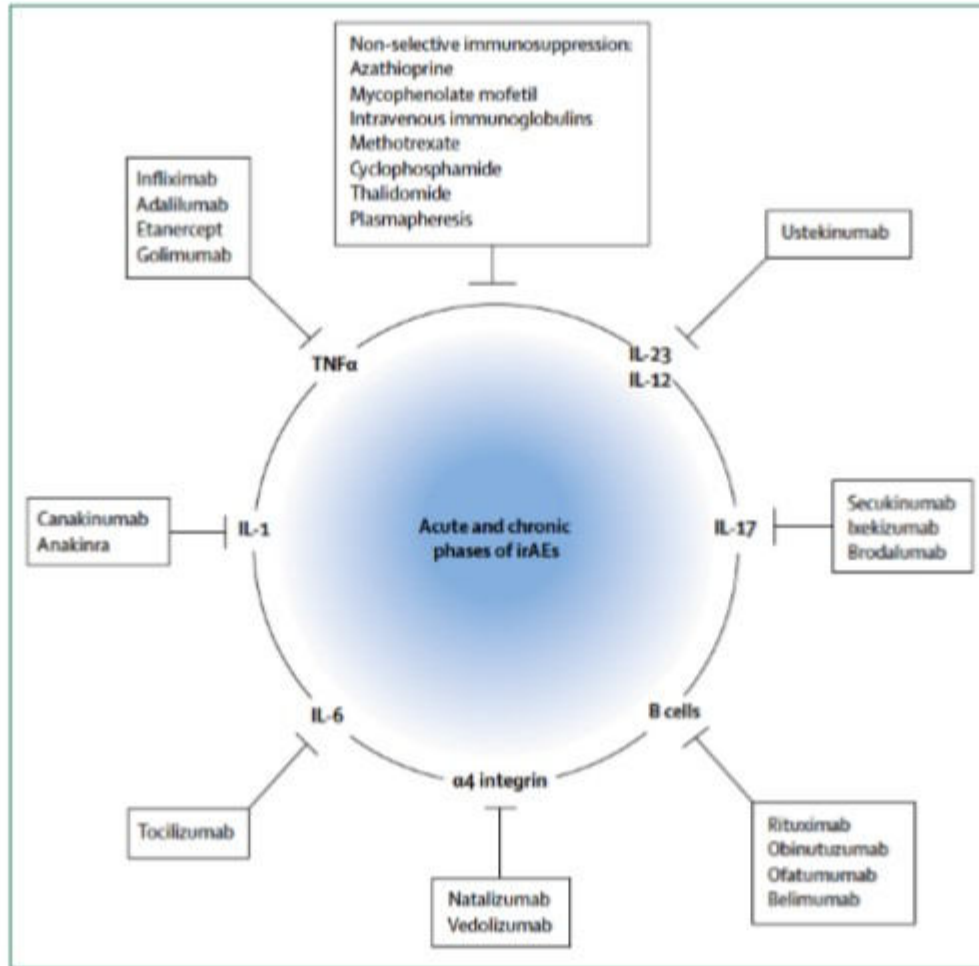 Non-selective immunosuppression:
Azathioprine
Mycophenolate mofetil
Intravenous immunoglobulins
Methotrexate
Cyclophosphamide
Thalidomide
Plasmapheresis
Infliximab
Adalilumab
Etanercept
Golimumab
Ustekinumab
TNFα
IL-23
IL-12
Canakinumab
Anakinra
IL-1
Acute and chronic
phases of irAEs
IL-17
Secukinumab
Ixekizumab
Brodalumab
IL-6
B cells
α4 integrin
Tocilizumab
Natalizumab
Vedolizumab
Rituximab
Obinutuzumab
Ofatumumab
Belimumab